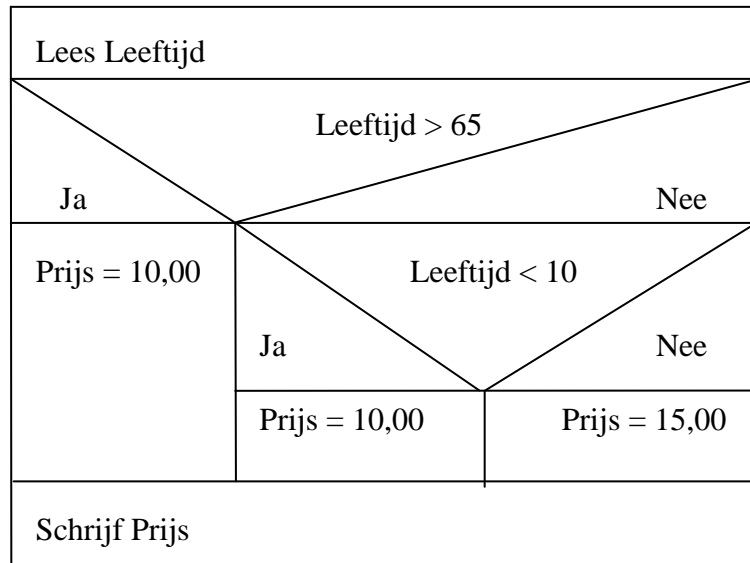 Lees Leeftijd
Leeftijd > 65
Ja Nee
Prijs = 10,00 Leeftijd < 10
Ja Nee
Prijs = 10,00 Prijs = 15,00
Schrijf Prijs